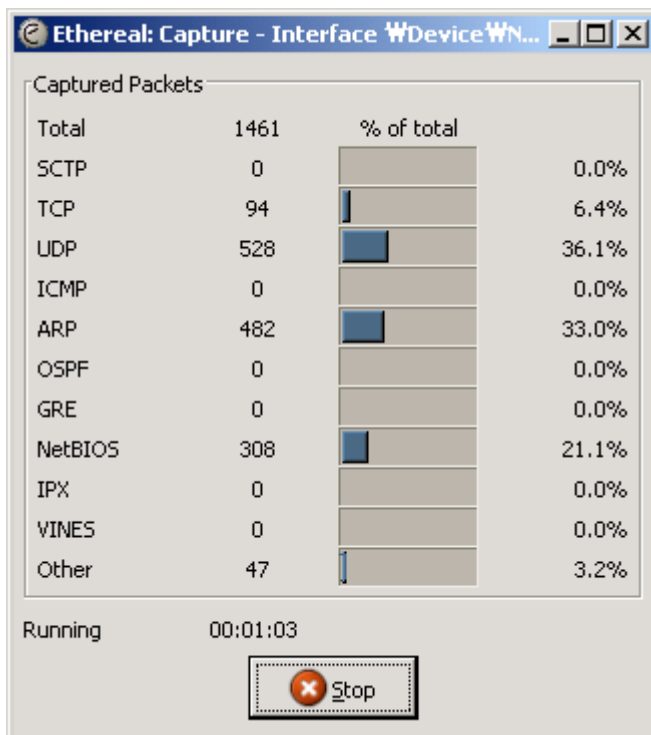 Ethereal: Capture - Interface ₩Device₩N...
Captured Packets
Total 1461 % of total
SCTP 0 0.0%
TCP 94 6.4%
UDP 528 36.1%
ICMP 0 0.0%
ARP 482 33.0%
OSPF 0 0.0%
GRE 0 0.0%
NetBIOS 308 21.1%
IPX 0 0.0%
VINES 0 0.0%
Other 47 3.2%
Running 00:01:03
Stop